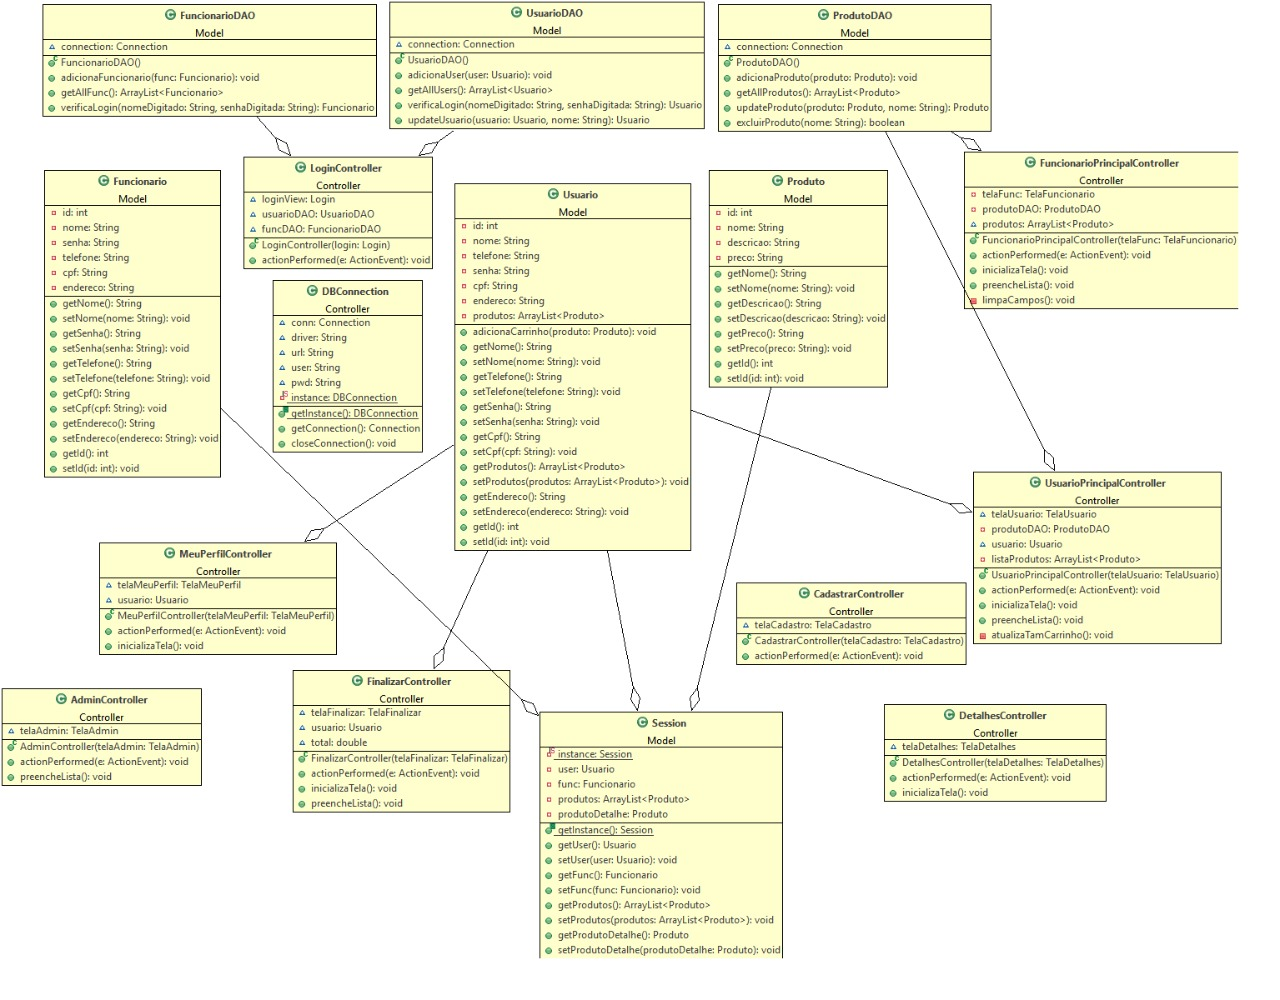 FuncionarioDAO
Model
connection: Connection
FuncionarioDAO()
adicionaFuncionario(func: Funcionario): void
getAllFunc(): ArrayList<Funcionario>
verificaLogin(nomeDigitado: String, senhaDigitada: String): Funcionario
UsuarioDAO
Model
connection: Connection
UsuarioDAO()
adicionaUser(user: Usuario): void
getAllUsers(): ArrayList<Usuario>
verificaLogin(nomeDigitado: String, senhaDigitada: String): Usuario
updateUsuario(usuario: Usuario, nome: String): Usuario
ProdutoDAO
Model
connection: Connection
ProdutoDAO()
adicionaProduto(produto: Produto): void
getAllProdutos(): ArrayList<Produto>
updateProduto(produto: Produto, nome: String): Produto
excluirProduto(nome: String): boolean
Funcionario
Model
id: int
nome: String
senha: String
telefone: String
cpf: String
endereco: String
getNome(): String
setNome(nome: String): void
getSenha(): String
setSenha(senha: String): void
getTelefone(): String
setTelefone(telefone: String): void
getCpf(): String
setCpf(cpf: String): void
getEndereco(): String
setEndereco(endereco: String): void
getId(): int
setId(id: int): void
LoginController
Controller
loginView: Login
usuarioDAO: UsuarioDAO
funcDAO: FuncionarioDAO
LoginController(login: Login)
actionPerformed(e: ActionEvent): void
DBConnection
Controller
conn: Connection
driver: String
url: String
user: String
pwd: String
instance: DBConnection
getInstance(): DBConnection
getConnection(): Connection
closeConnection(): void
Usuario
Model
id: int
nome: String
telefone: String
senha: String
cpf: String
endereco: String
produtos: ArrayList<Produto>
adicionaCarrinho(produto: Produto): void
getNome(): String
setNome(nome: String): void
getTelefone(): String
setTelefone(telefone: String): void
getSenha(): String
setSenha(senha: String): void
getCpf(): String
setCpf(cpf: String): void
getProdutos(): ArrayList<Produto>
setProdutos(produtos: ArrayList<Produto>): void
getEndereco(): String
setEndereco(endereco: String): void
getId(): int
setId(id: int): void
Produto
Model
id: int
nome: String
descricao: String
preco: String
getNome(): String
setNome(nome: String): void
getDescricao(): String
setDescricao(descricao: String): void
getPreco(): String
setPreco(preco: String): void
getId(): int
setId(id: int): void
FuncionarioPrincipalController
Controller
telaFunc: TelaFuncionario
produtoDAO: ProdutoDAO
produtos: ArrayList<Produto>
FuncionarioPrincipalController(telaFunc: TelaFuncionario)
actionPerformed(e: ActionEvent): void
inicializaTela(): void
preencheLista(): void
limpaCampos(): void
UsuarioPrincipalController
Controller
telaUsuario: TelaUsuario
produtoDAO: ProdutoDAO
usuario: Usuario
listaProdutos: ArrayList<Produto>
UsuarioPrincipalController(telaUsuario: TelaUsuario)
actionPerformed(e: ActionEvent): void
inicializaTela(): void
preencheLista(): void
atualizaTamCarrinho(): void
MeuPerfilController
Controller
telaMeuPerfil: TelaMeuPerfil
usuario: Usuario
MeuPerfilController(telaMeuPerfil: TelaMeuPerfil)
actionPerformed(e: ActionEvent): void
inicializaTela(): void
CadastrarController
Controller
telaCadastro: TelaCadastro
CadastrarController(telaCadastro: TelaCadastro)
actionPerformed(e: ActionEvent): void
AdminController
Controller
telaAdmin: TelaAdmin
AdminController(telaAdmin: TelaAdmin)
actionPerformed(e: ActionEvent): void
preencheLista(): void
FinalizarController
Controller
telaFinalizar: TelaFinalizar
usuario: Usuario
total: double
FinalizarController(telaFinalizar: TelaFinalizar)
actionPerformed(e: ActionEvent): void
inicializaTela(): void
preencheLista(): void
Session
Model
instance: Session
user: Usuario
func: Funcionario
produtos: ArrayList<Produto>
produtoDetalhe: Produto
getInstance(): Session
getUser(): Usuario
setUser(user: Usuario): void
getFunc(): Funcionario
setFunc(func: Funcionario): void
getProdutos(): ArrayList<Produto>
setProdutos(produtos: ArrayList<Produto>): void
getProdutoDetalhe(): Produto
setProdutoDetalhe(produtoDetalhe: Produto): void
DetalhesController
Controller
telaDetalhes: TelaDetalhes
DetalhesController(telaDetalhes: TelaDetalhes)
actionPerformed(e: ActionEvent): void
inicializaTela(): void